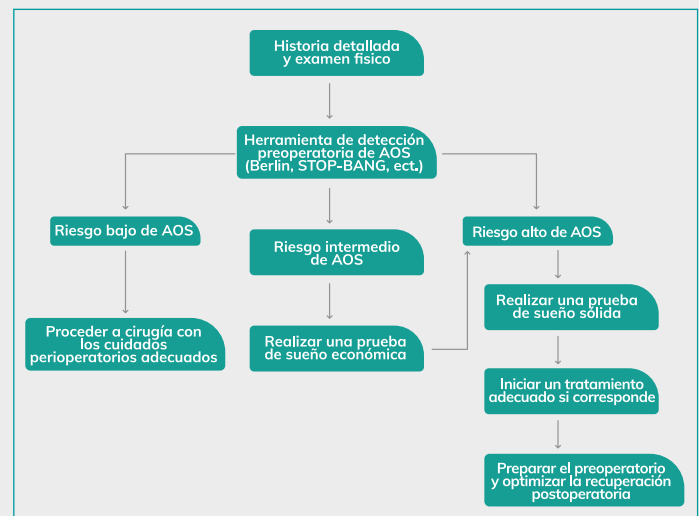 Historia detallada
y examen físico
Herramienta de detección
preoperatoria de AOS
(Berlin, STOP-BANG, ect.)
Riesgo bajo de AOS
Riesgo intermedio
de AOS
Riesgo alto de AOS
Proceder a cirugía con
los cuidados
perioperatorios adecuados
Realizar una prueba
de sueño económica
Realizar una prueba
de sueño sólida
Iniciar un tratamiento
adecuado si corresponde
Preparar el preoperatorio
y optimizar la recuperación
postoperatoria